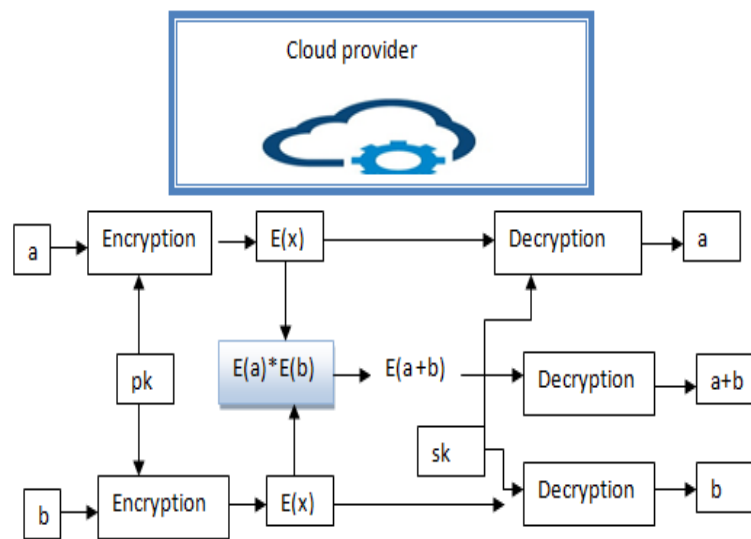 Cloud provider
a
Encryption
E(x)
Decryption
a
pk
E(a)*E(b)
E(a+b)
Decryption
a+b
sk
b
Encryption
E(x)
Decryption
b